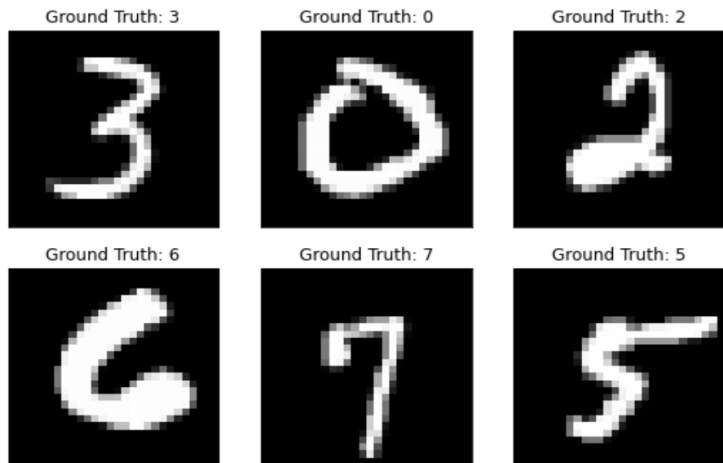 Ground Truth: 3
Ground Truth: 0
Ground Truth: 2
3
0
2
Ground Truth: 6
Ground Truth: 7
Ground Truth: 5
6
7
5